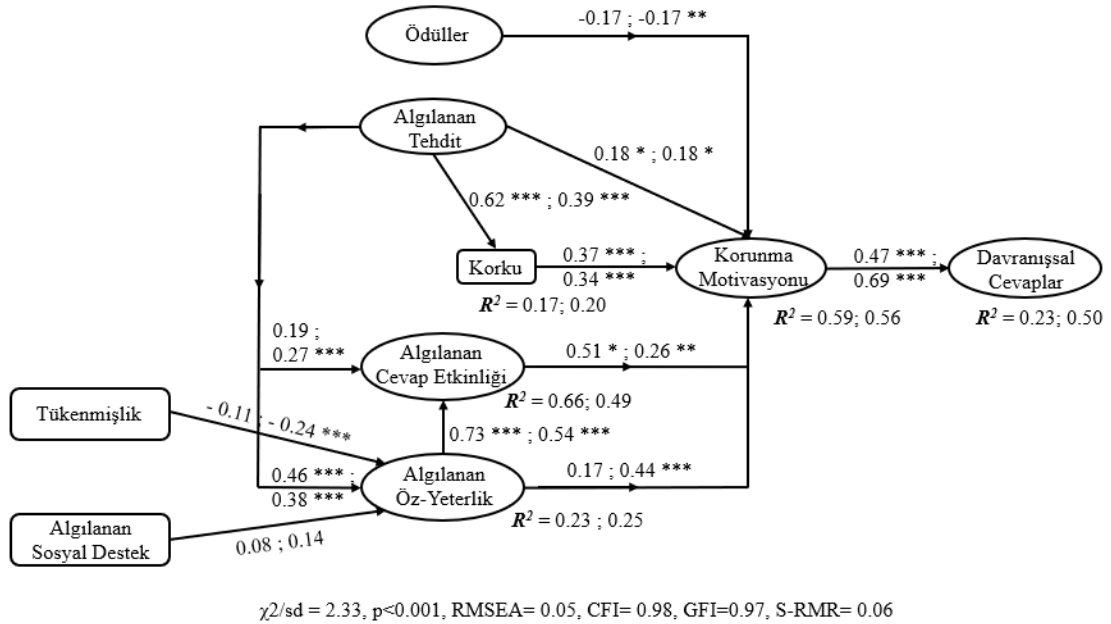 -0.17 ; -0.17 **
Ödüller
Algılanan
Tehdit
0.18 * ; 0.18 *
0.62 *** ; 0.39 ***
Korku
0.37 *** ;
0.34 ***
R² = 0.17; 0.20
Korunma
Motivasyonu
R² = 0.59; 0.56
0.47 *** ;
0.69 ***
Davranışsal
Cevaplar
R² = 0.23; 0.50
0.19 ;
0.27 ***
Algılanan
Cevap Etkinliği
0.51 * ; 0.26 **
R² = 0.66; 0.49
Tükenmişlik
- 0.11 ; - 0.24 ***
0.73 *** ; 0.54 ***
0.46 *** ;
0.38 ***
Algılanan
Öz-Yeterlik
0.17 ; 0.44 ***
R² = 0.23 ; 0.25
Algılanan
Sosyal Destek
0.08 ; 0.14
χ2/sd = 2.33, p<0.001, RMSEA= 0.05, CFI= 0.98, GFI=0.97, S-RMR= 0.06